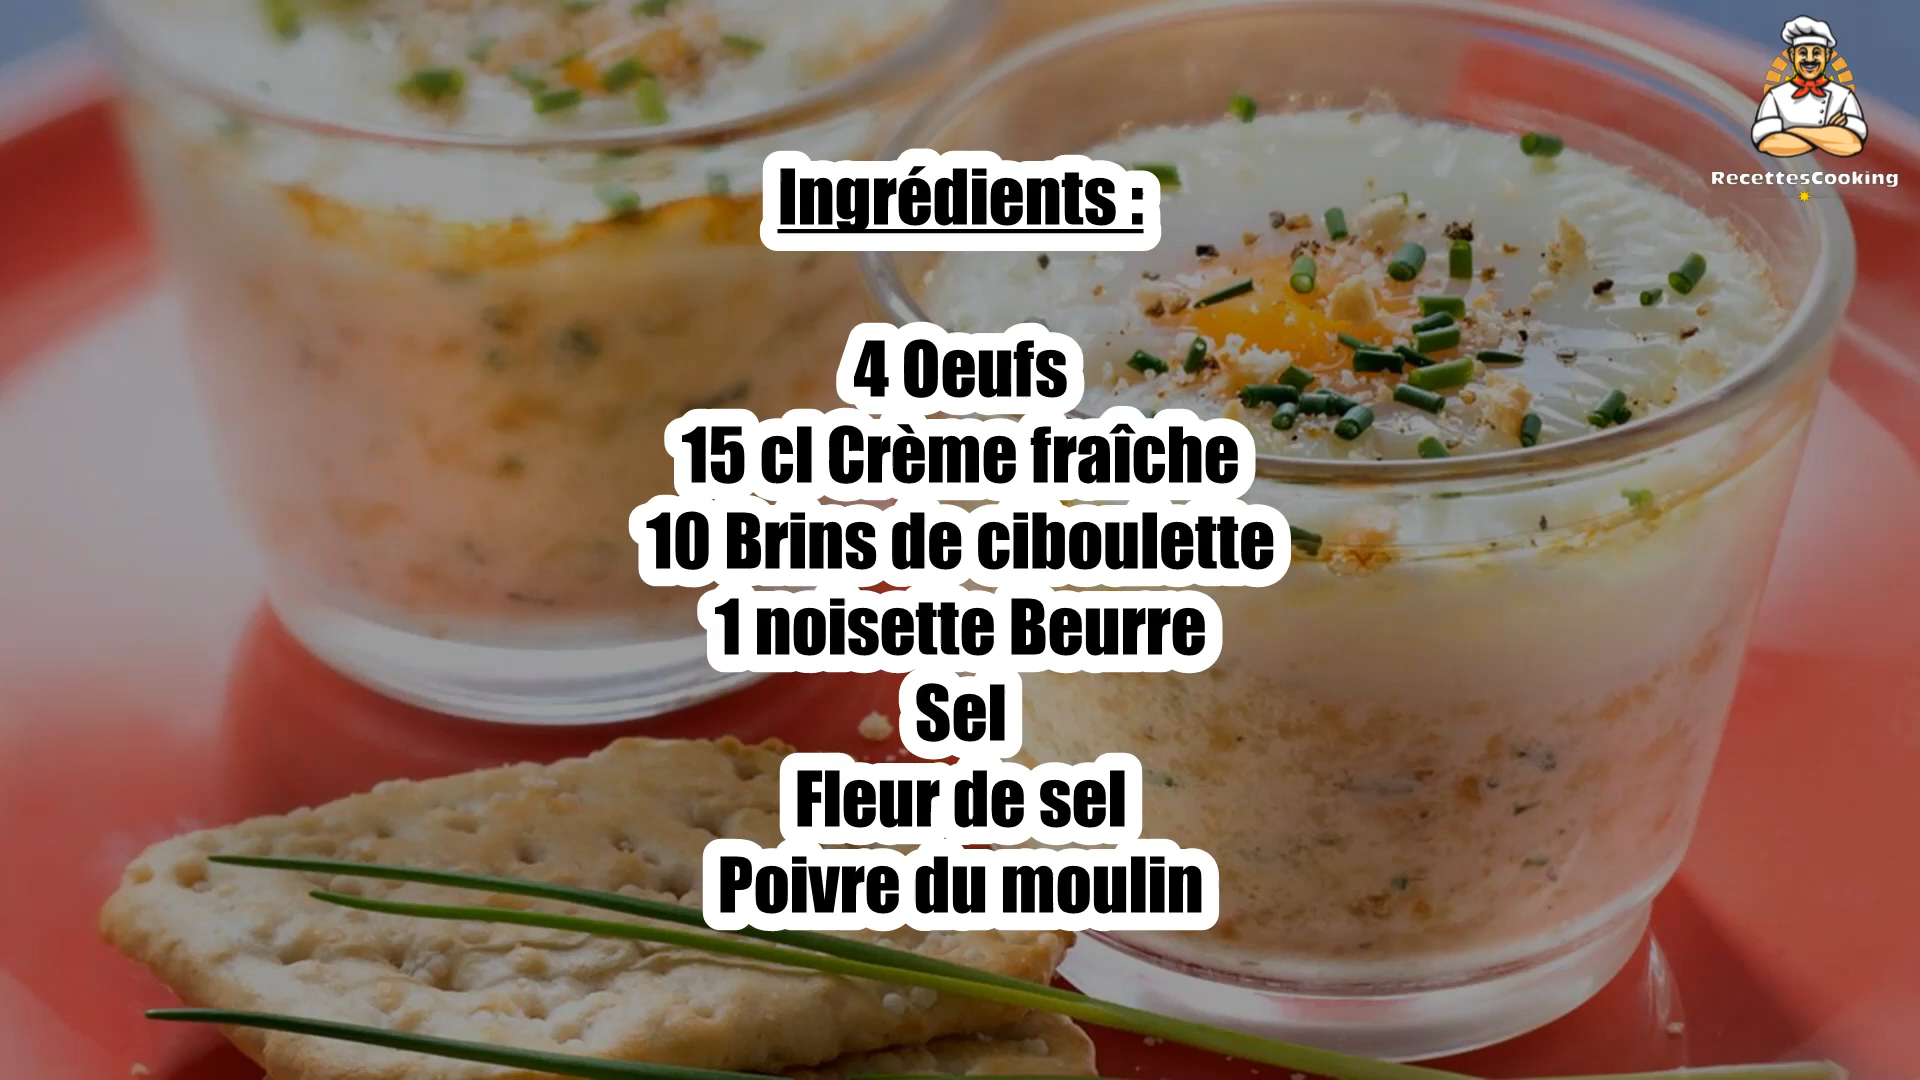 RecettesCooking
Ingrédients :
4 Oeufs
15 cl Crème fraîche
10 Brins de ciboulette
1 noisette Beurre
Sel
Fleur de sel
Poivre du moulin